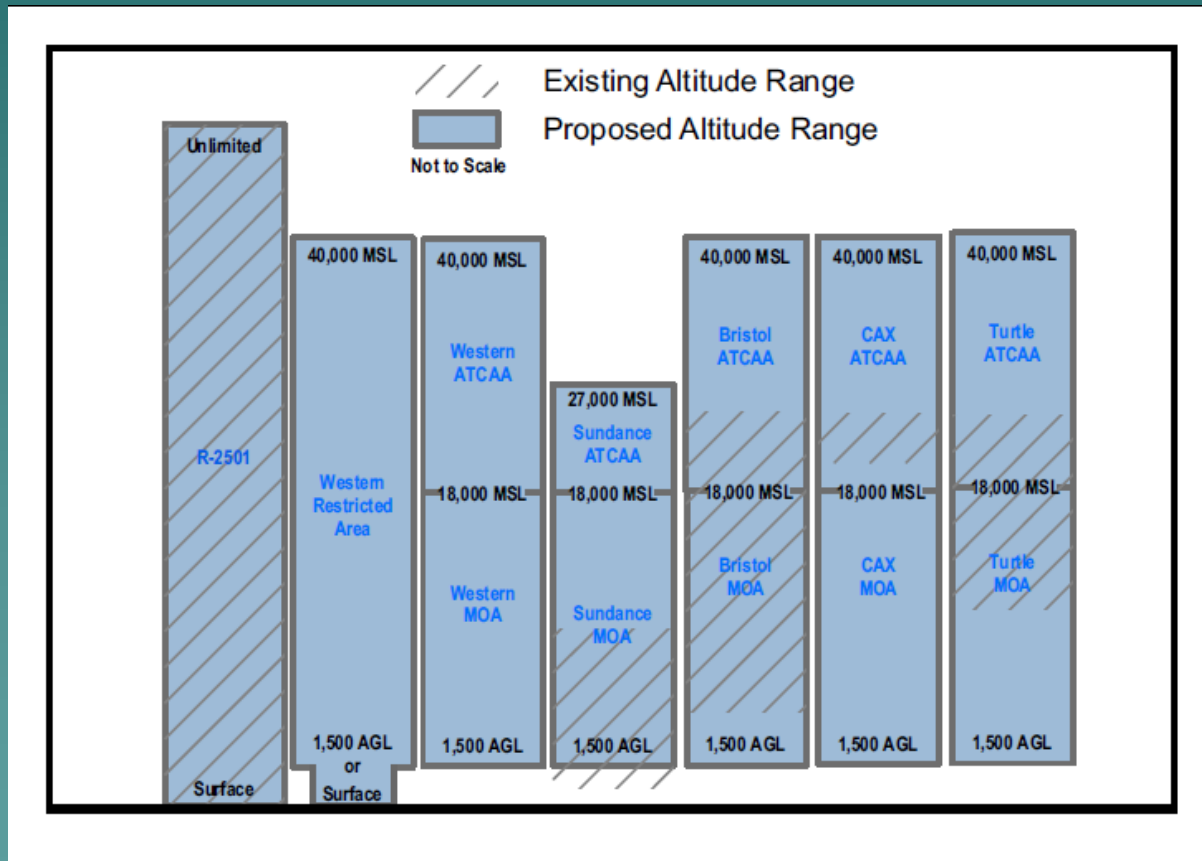 Existing Altitude Range
Proposed Altitude Range
Not to Scale
Unlimited
R-2501
Surface
40,000 MSL
Western
Restricted
Area
1,500 AGL
or
Surface
40,000 MSL
Western
ATCAA
18,000 MSL
Western
MOA
1,500 AGL
27,000 MSL
Sundance
ATCAA
18,000 MSL
Sundance
MOA
1,500 AGL
40,000 MSL
Bristol
ATCAA
18,000 MSL
Bristol
MOA
1,500 AGL
40,000 MSL
CAX
ATCAA
18,000 MSL
CAX
MOA
1,500 AGL
40,000 MSL
Turtle
ATCAA
18,000 MSL
Turtle
MOA
1,500 AGL